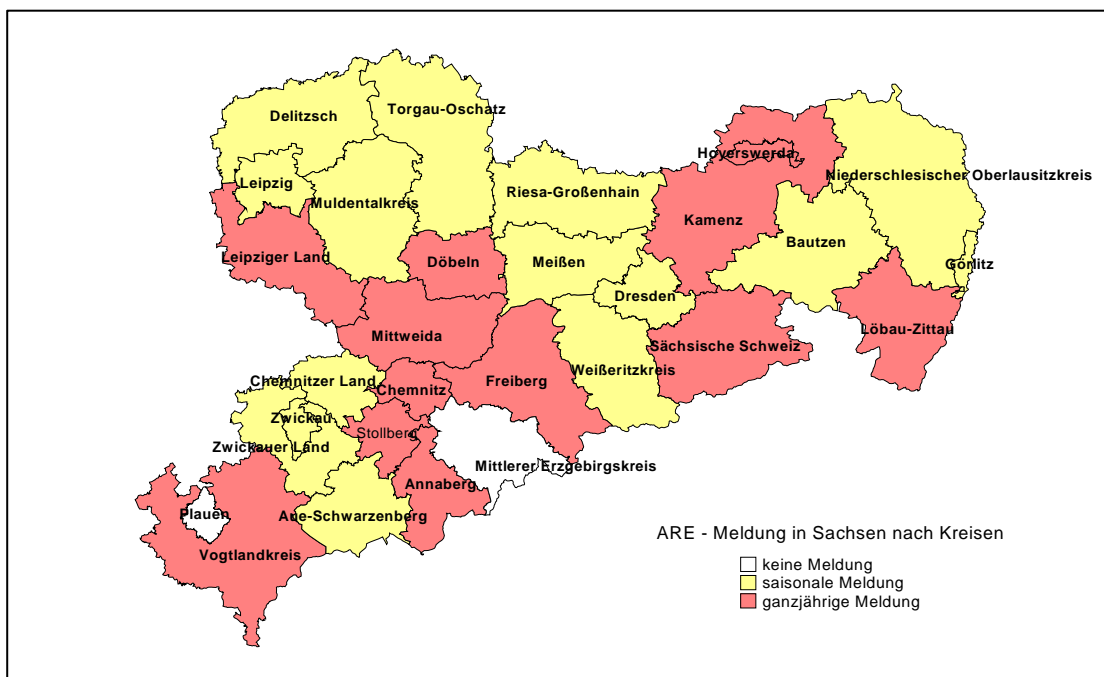 Torgau-Oschatz
Delitzsch
Hoyerswerda
Niederschlesischer Oberlausitzkreis
Leipzig
Riesa-Großenhain
Muldentalkreis
Kamenz
Bautzen
Leipziger Land
Döbeln
Meißen
Görlitz
Dresden
Löbau-Zittau
Mittweida
Sächsische Schweiz
Weißeritzkreis
Chemnitzer Land
Freiberg
Chemnitz
Zwickau
Stollberg
Zwickauer Land
Mittlerer Erzgebirgskreis
Annaberg
Plauen
Aue-Schwarzenberg
Vogtlandkreis
ARE - Meldung in Sachsen nach Kreisen
keine Meldung
saisonale Meldung
ganzjährige Meldung